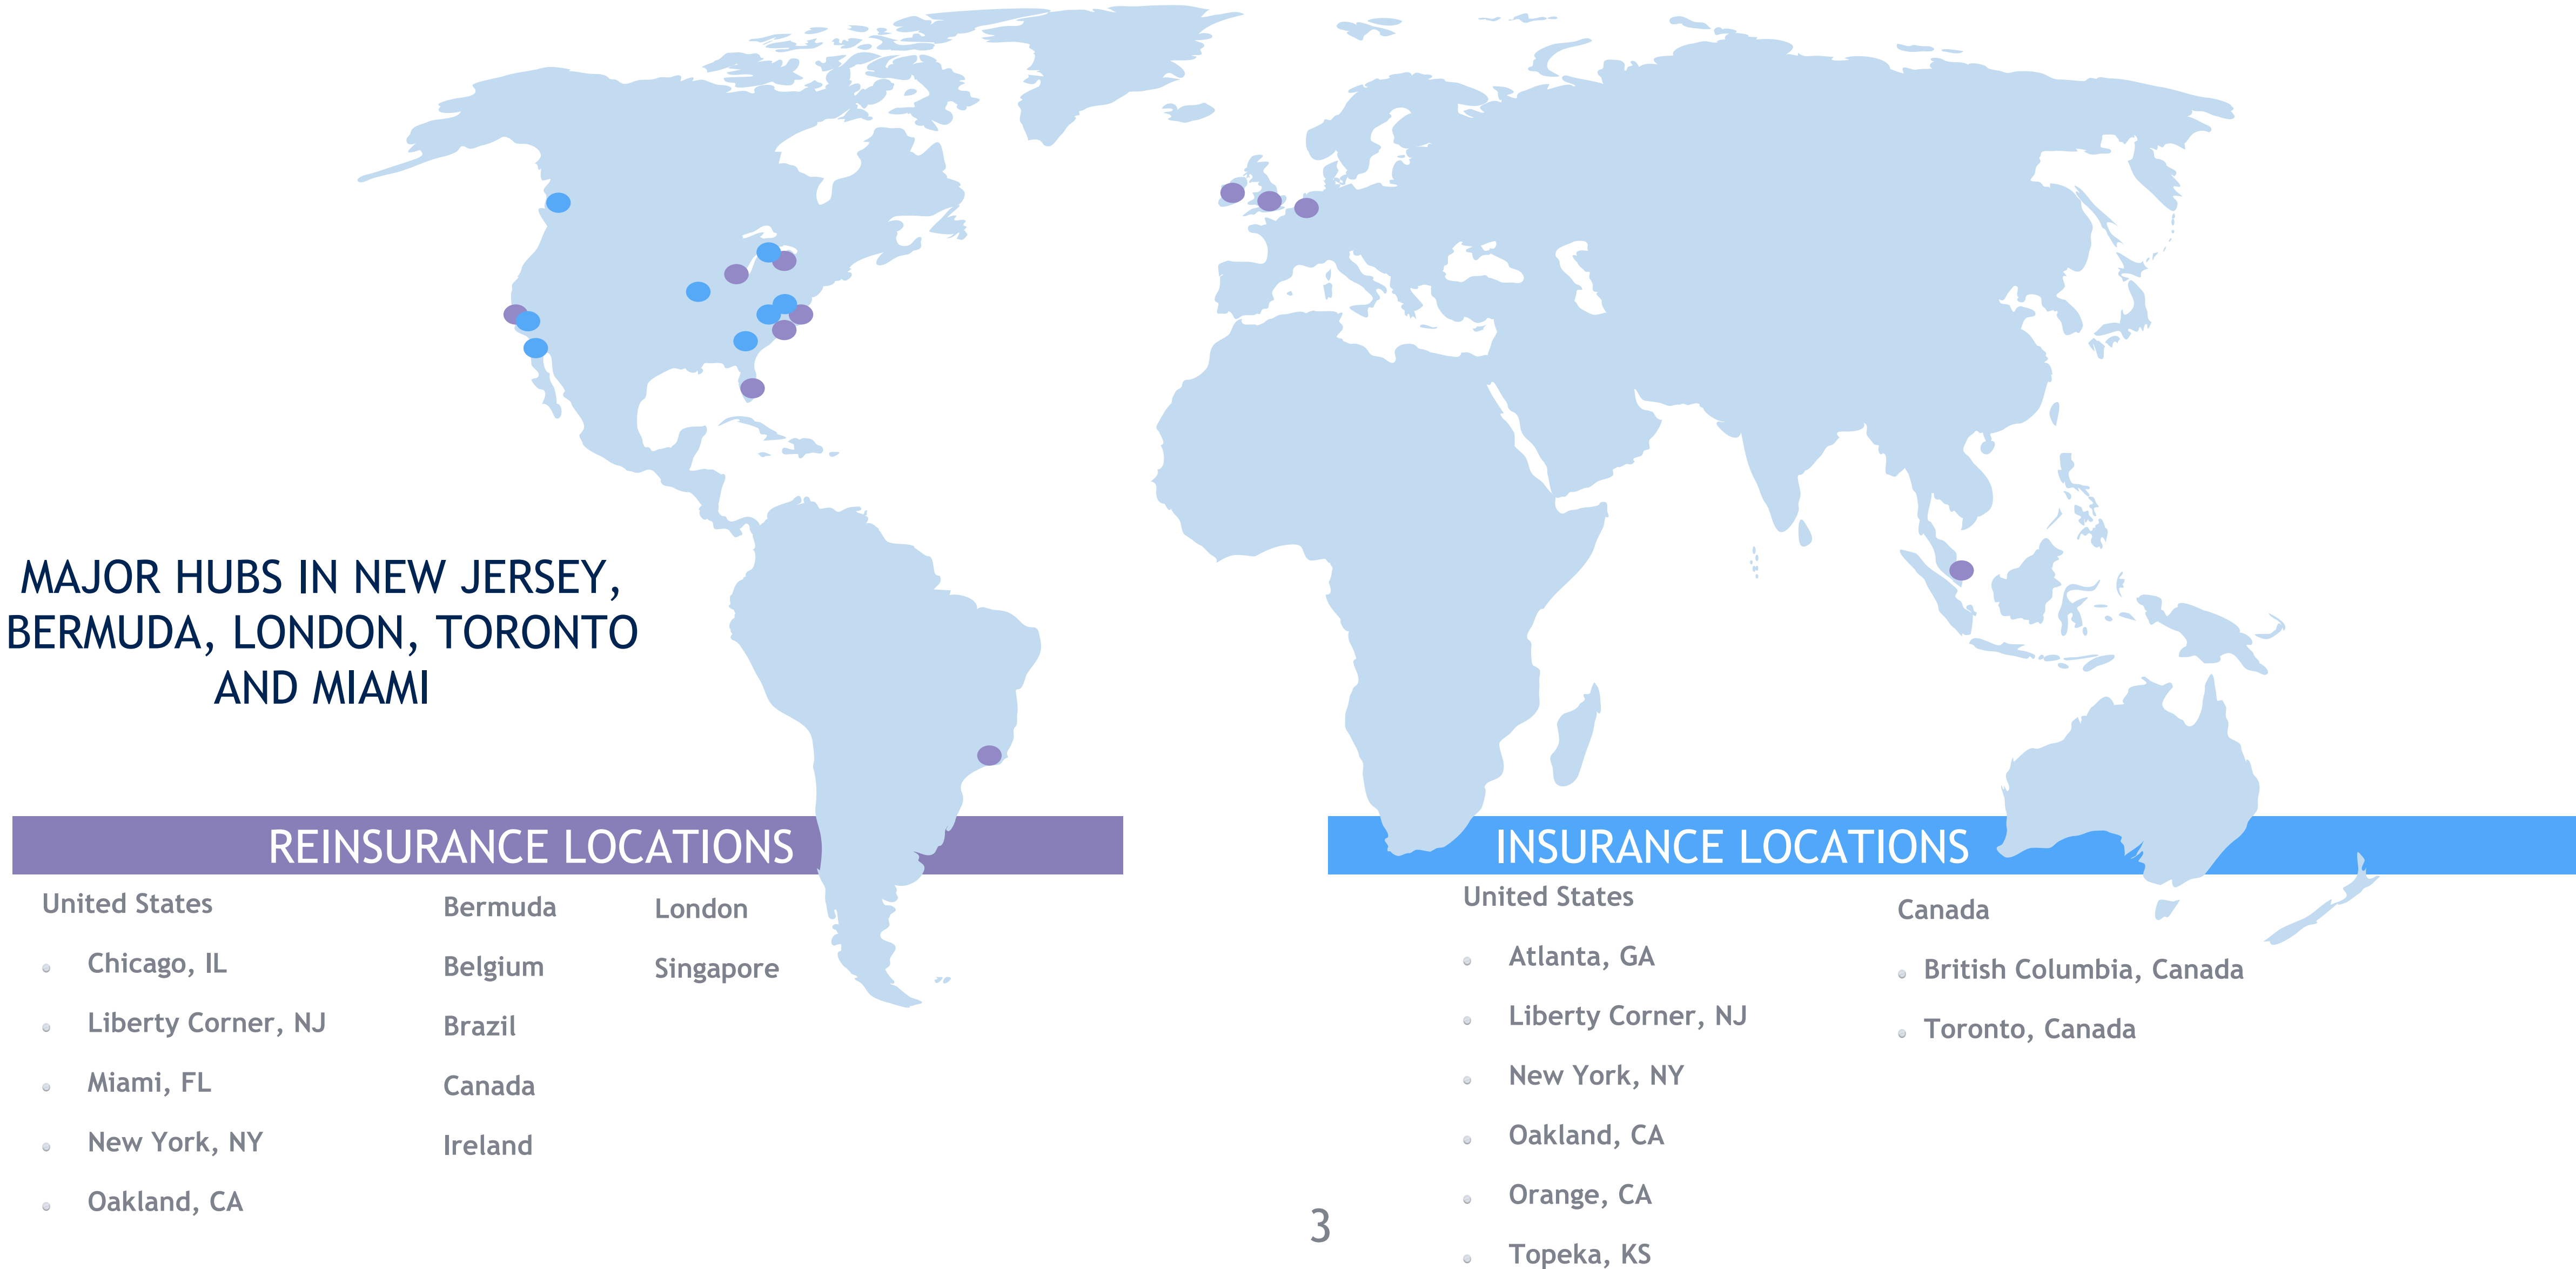 MAJOR HUBS IN NEW JERSEY,
BERMUDA, LONDON, TORONTO
AND MIAMI
REINSURANCE LOCATIONS
United States
Chicago, IL
Liberty Corner, NJ
Miami, FL
New York, NY
Oakland, CA
Bermuda
Belgium
Brazil
Canada
Ireland
London
Singapore
INSURANCE LOCATIONS
United States
Atlanta, GA
Liberty Corner, NJ
New York, NY
Oakland, CA
Orange, CA
Topeka, KS
Canada
British Columbia, Canada
Toronto, Canada
3